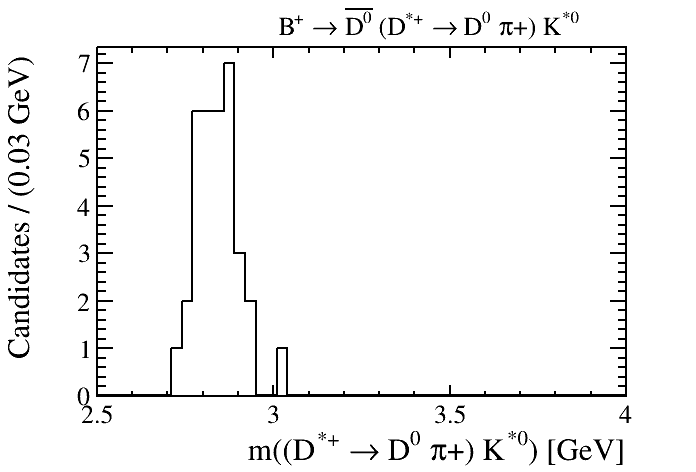 B⁺ → D̅⁰ (D*⁺ → D⁰ π+) K*⁰
Candidates / (0.03 GeV)
7
6
5
4
3
2
1
0
2.5 3 3.5 4
m((D*⁺ → D⁰ π+) K*⁰) [GeV]